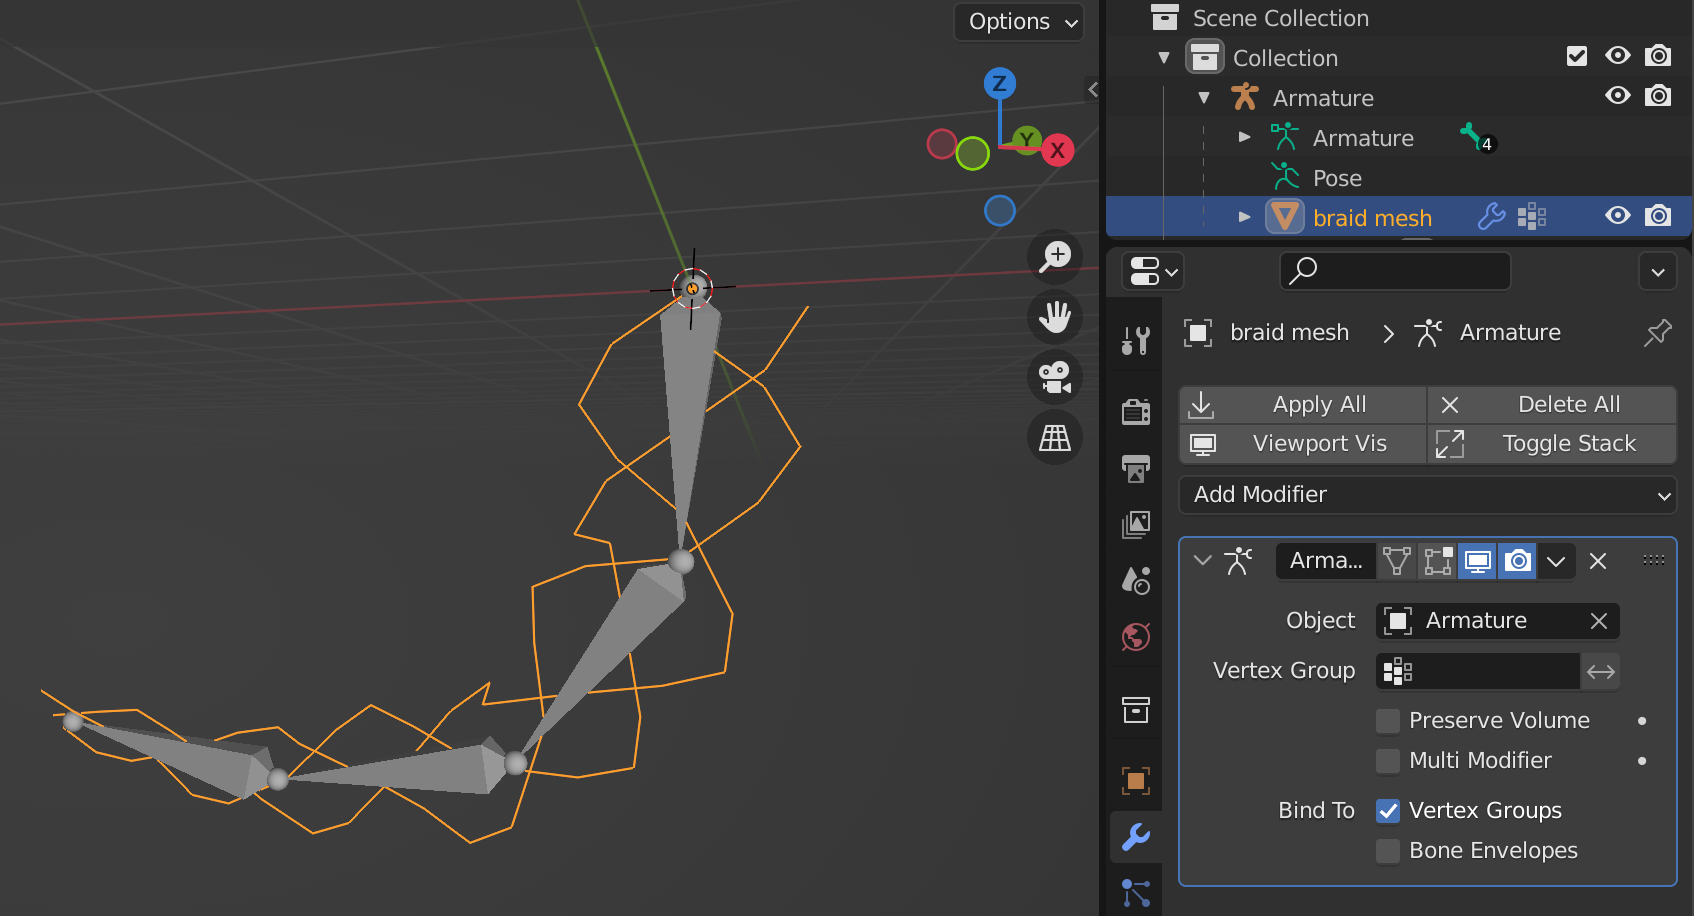 Options
Z
Y
X
Scene Collection
Collection
Armature
Armature
4
Pose
braid mesh
braid mesh
Armature
Apply All
Delete All
Viewport Vis
Toggle Stack
Add Modifier
Arma...
Object
Armature
Vertex Group
Preserve Volume
Multi Modifier
Bind To
Vertex Groups
Bone Envelopes